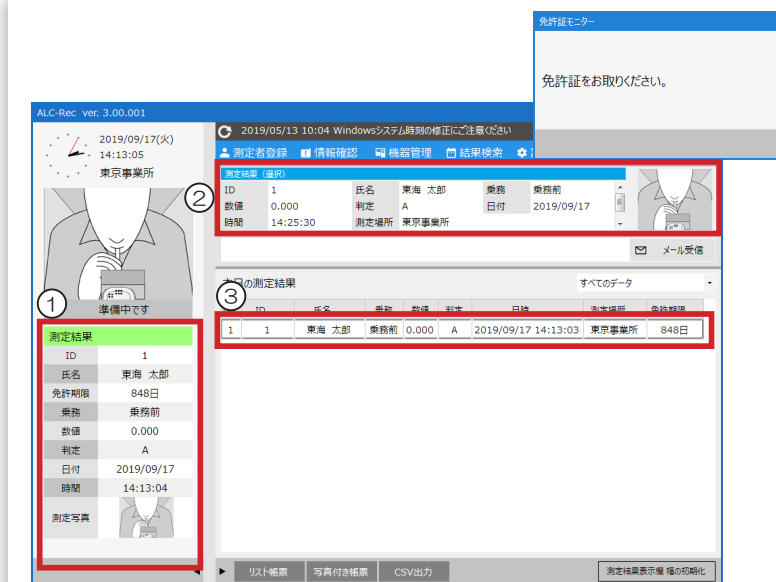 免許証モニター
免許証をお取りください。
ALC-Rec ver. 3.00.001
2019/09/17(火)
14:13:05
東京事業所
準備中です
①
測定結果
ID 1
氏名 東海 太郎
免許期限 848日
乗務 乗務前
数値 0.000
判定 A
日付 2019/09/17
時間 14:13:04
測定写真
2019/05/13 10:04 Windowsシステム時刻の修正にご注意ください
測定者登録 情報確認 機器管理 結果検索
②
測定結果（選択）
ID 1 氏名 東海 太郎 乗務 乗務前
数値 0.000 判定 A 日付 2019/09/17
時間 14:25:30 測定場所 東京事業所
メール受信
の測定結果 すべてのデータ
③
ID 氏名 乗務 数値 判定 日時 測定場所 免許期限
1 1 東海 太郎 乗務前 0.000 A 2019/09/17 14:13:03 東京事業所 848日
リスト帳票 写真付き帳票 CSV出力 測定結果表示欄 幅の初期化